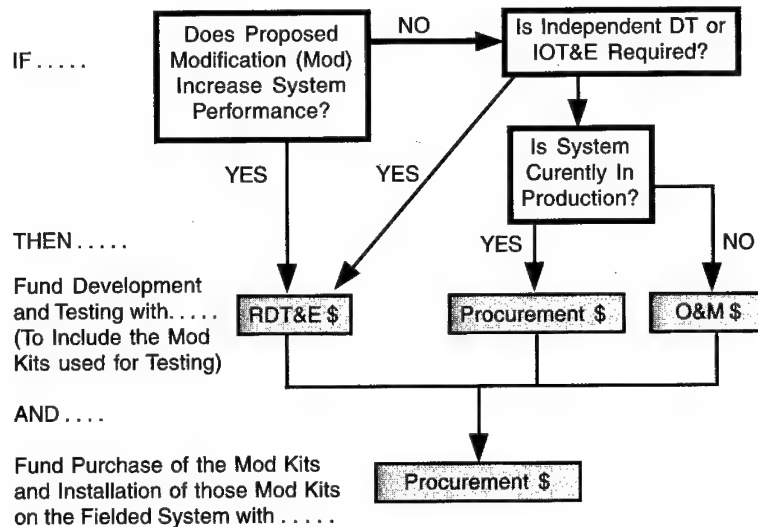 IF . . . . .
Does Proposed
Modification (Mod)
Increase System
Performance?
NO
Is Independent DT or
IOT&E Required?
YES
YES
Is System
Curently In
Production?
YES
NO
THEN . . . . .
Fund Development
and Testing with. . . . .
(To Include the Mod
Kits used for Testing)
RDT&E $
Procurement $
O&M $
AND . . . .
Fund Purchase of the Mod Kits
and Installation of those Mod Kits
on the Fielded System with . . . . .
Procurement $